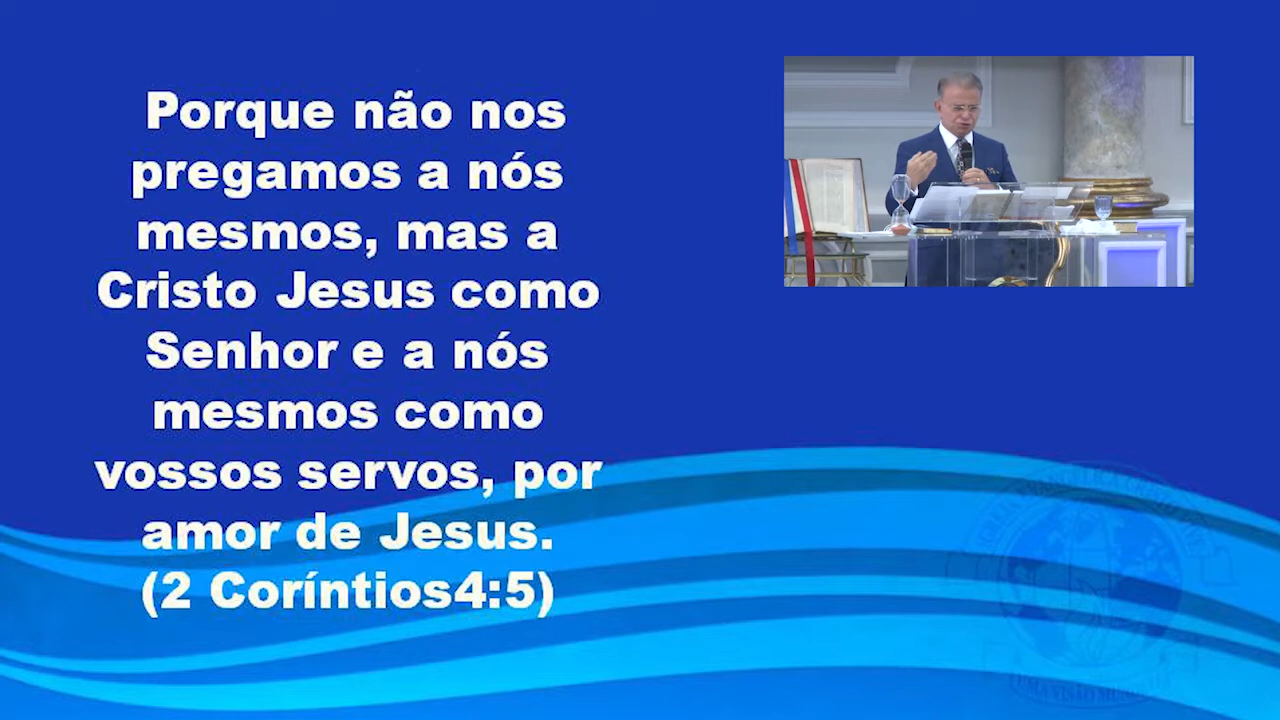 Porque não nos
pregamos a nós
mesmos, mas a
Cristo Jesus como
Senhor e a nós
mesmos como
vossos servos, por
amor de Jesus.
(2 Coríntios4:5)